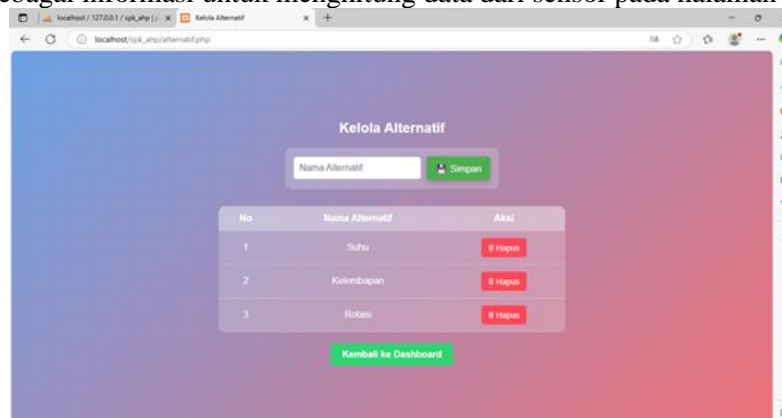 sebagai informasi untuk menghitung data dari sensor pada halaman
localhost / 127.0.0.1 / spk_ahp | p
Kelola Alternatif
localhost/spk_ahp/alternatif.php
Kelola Alternatif
Nama Alternatif
Simpan
No Nama Alternatif Aksi
1 Suhu Hapus
2 Kelembapan Hapus
3 Rotasi Hapus
Kembali ke Dashboard